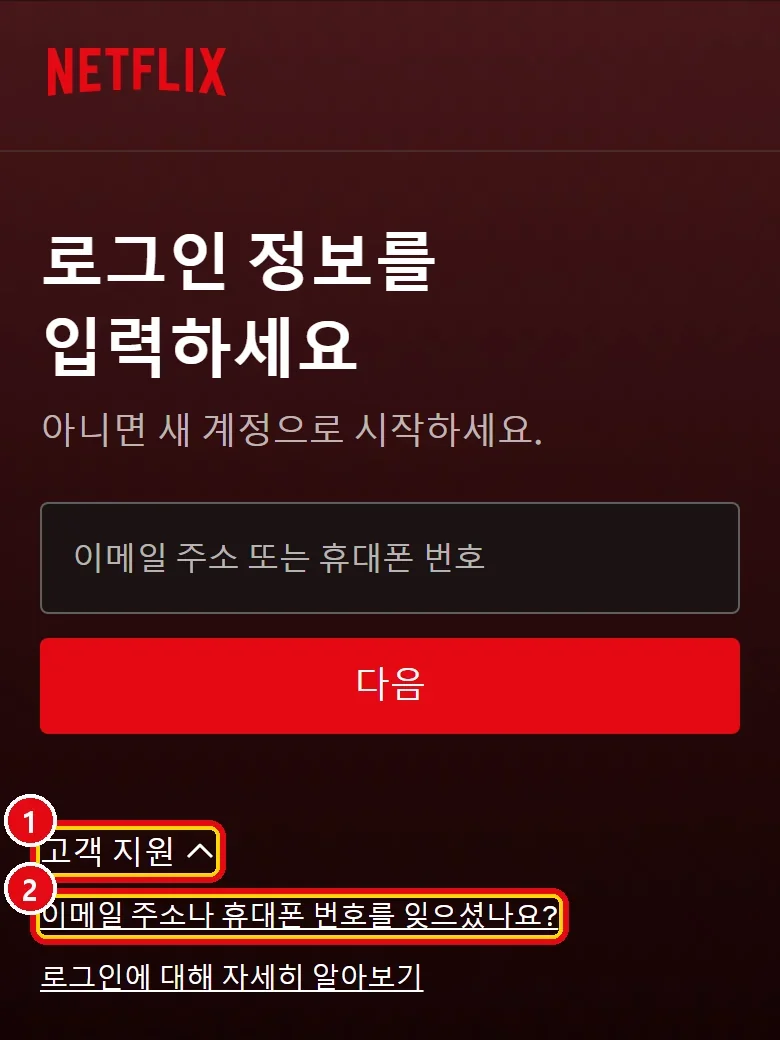 NETFLIX
로그인 정보를
입력하세요
아니면 새 계정으로 시작하세요.
이메일 주소 또는 휴대폰 번호
다음
1
고객 지원
2
이메일 주소나 휴대폰 번호를 잊으셨나요?
로그인에 대해 자세히 알아보기